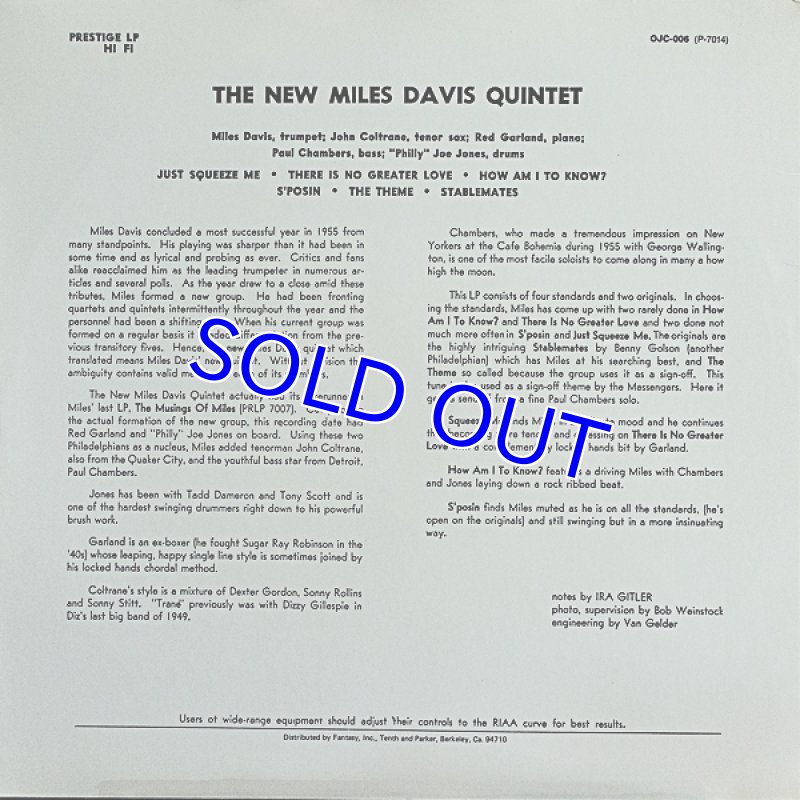 PRESTIGE LP
HI FI
OJC-006 (P-7014)
THE NEW MILES DAVIS QUINTET
Miles Davis, trumpet; John Coltrane, tenor sax; Red Garland, piano;
Paul Chambers, bass; "Philly" Joe Jones, drums
JUST SQUEEZE ME • THERE IS NO GREATER LOVE • HOW AM I TO KNOW?
S'POSIN • THE THEME • STABLEMATES
Miles Davis concluded a most successful year in 1955 from
many standpoints. His playing was sharper than it had been in
some time and as lyrical and probing as ever. Critics and fans
alike reacclaimed him as the leading trumpeter in numerous ar-
ticles and several polls. As the year drew to a close amid these
tributes, Miles formed a new group. He had been fronting
quartets and quintets intermittently throughout the year and the
personnel had been a shifting When his current group was
formed on a regular basis it from the pre-
vious transitory fives. Hence, quintet which
translated means Miles Davis' new
ambiguity contains valid of its
The New Miles Davis Quintet actually had its forerunner in
Miles' last LP, The Musings Of Miles (PRLP 7007).
the actual formation of the new group, this recording date had
Red Garland and "Philly" Joe Jones on board. Using these two
Philadelphians as a nucleus, Miles added tenorman John Coltrane,
also from the Quaker City, and the youthful bass star from Detroit,
Paul Chambers.
Jones has been with Tadd Dameron and Tony Scott and is
one of the hardest swinging drummers right down to his powerful
brush work.
Garland is an ex-boxer (he fought Sugar Ray Robinson in the
'40s) whose leaping, happy single line style is sometimes joined by
his locked hands chordal method.
Coltrane's style is a mixture of Dexter Gordon, Sonny Rollins
and Sonny Stitt. "Trane" previously was with Dizzy Gillespie in
Diz's last big band of 1949.
Chambers, who made a tremendous impression on New
Yorkers at the Cafe Bohemia during 1955 with George Walling-
ton, is one of the most facile soloists to come along in many a how
high the moon.
This LP consists of four standards and two originals. In choos-
ing the standards, Miles has come up with two rarely done in How
Am I To Know? and There Is No Greater Love and two done not
much more often in S'posin and Just Squeeze Me. The originals are
the highly intriguing Stablemates by Benny Golson (another
Philadelphian) which has Miles at his searching best, and The
Theme so called because the group uses it as a sign-off. This
tune used as a sign-off theme by the Messengers. Here it
from a fine Paul Chambers solo.
Squeeze mood and he continues
tender and on There Is No Greater
Love hands bit by Garland.
How Am I To Know? features a driving Miles with Chambers
and Jones laying down a rock ribbed beat.
S'posin finds Miles muted as he is on all the standards, (he's
open on the originals) and still swinging but in a more insinuating
way.
notes by IRA GITLER
photo, supervision by Bob Weinstock
engineering by Van Gelder
Users of wide-range equipment should adjust their controls to the RIAA curve for best results.
Distributed by Fantasy, Inc., Tenth and Parker, Berkeley, Ca. 94710
SOLD OUT